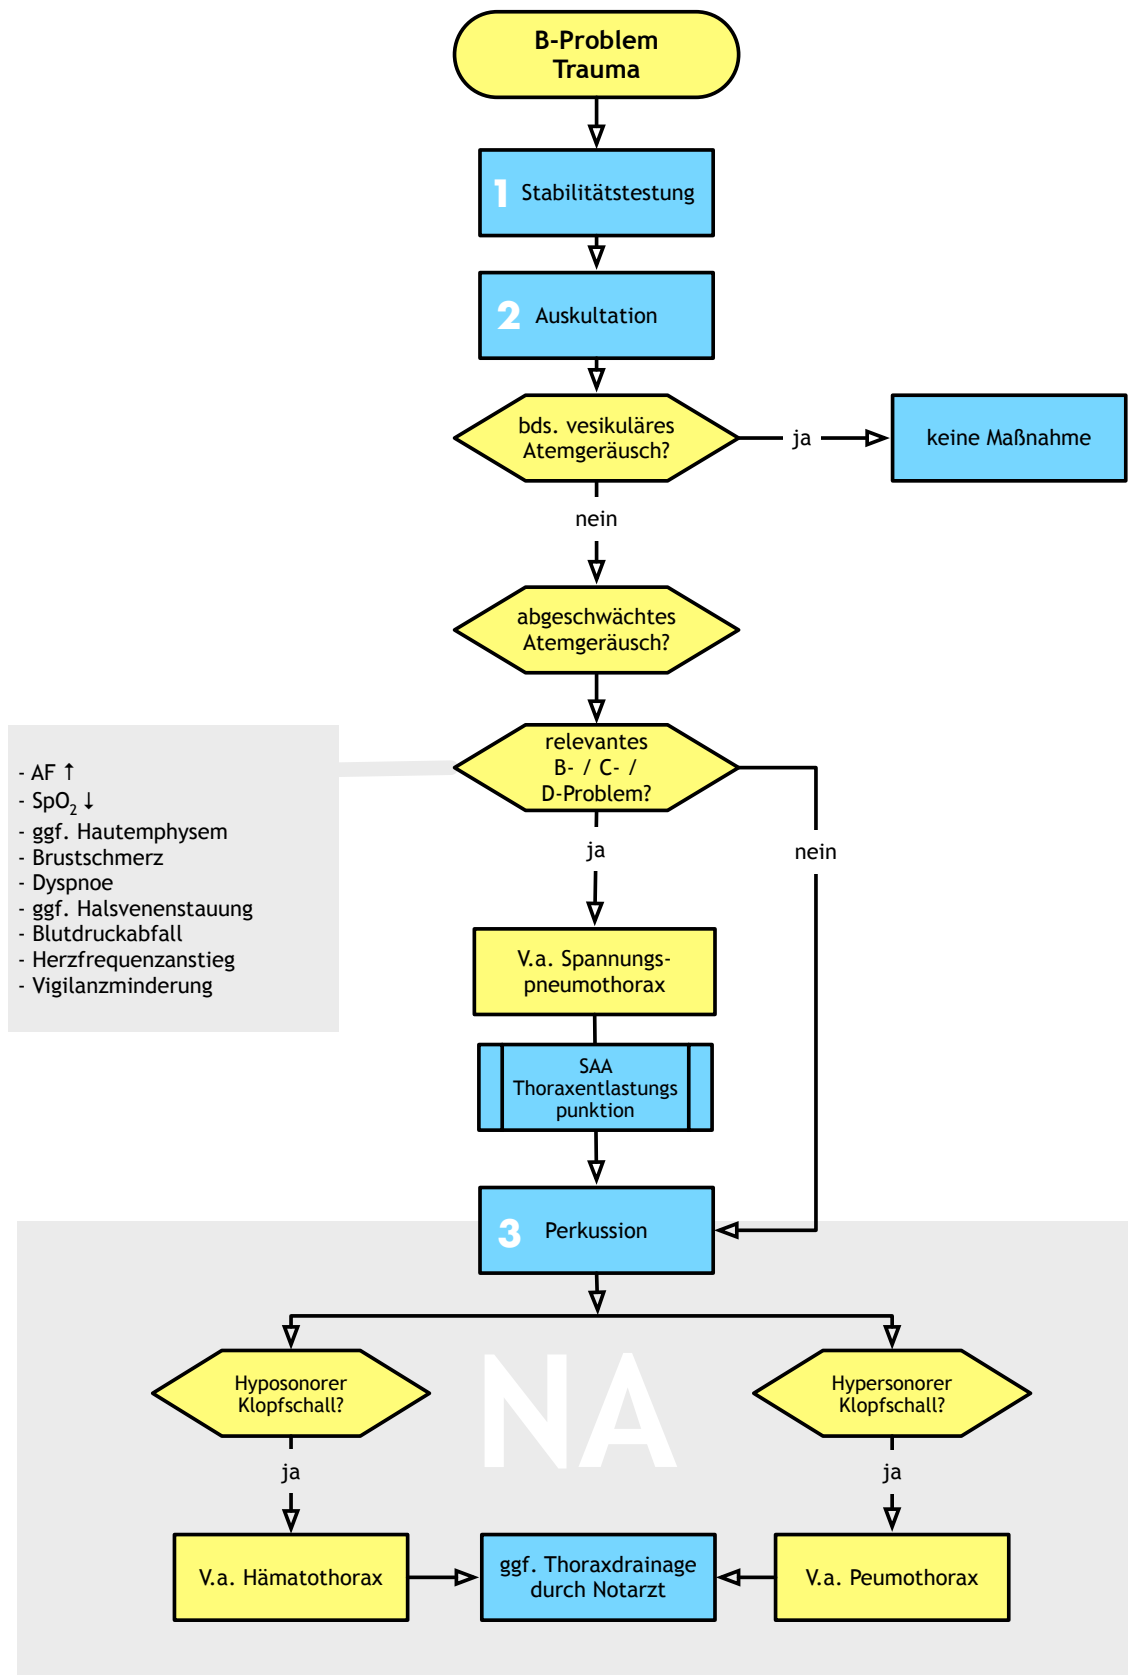 B-Problem
Trauma
1 Stabilitätstestung
2 Auskultation
bds. vesikuläres
Atemgeräusch?
ja
keine Maßnahme
nein
abgeschwächtes
Atemgeräusch?
relevantes
B- / C- /
D-Problem?
- AF ↑
- SpO₂ ↓
- ggf. Hautemphysem
- Brustschmerz
- Dyspnoe
- ggf. Halsvenenstauung
- Blutdruckabfall
- Herzfrequenzanstieg
- Vigilanzminderung
ja
nein
V.a. Spannungs-
pneumothorax
SAA
Thoraxentlastungs
punktion
3 Perkussion
NA
Hyposonorer
Klopfschall?
Hypersonorer
Klopfschall?
ja
ja
V.a. Hämatothorax
ggf. Thoraxdrainage
durch Notarzt
V.a. Peumothorax